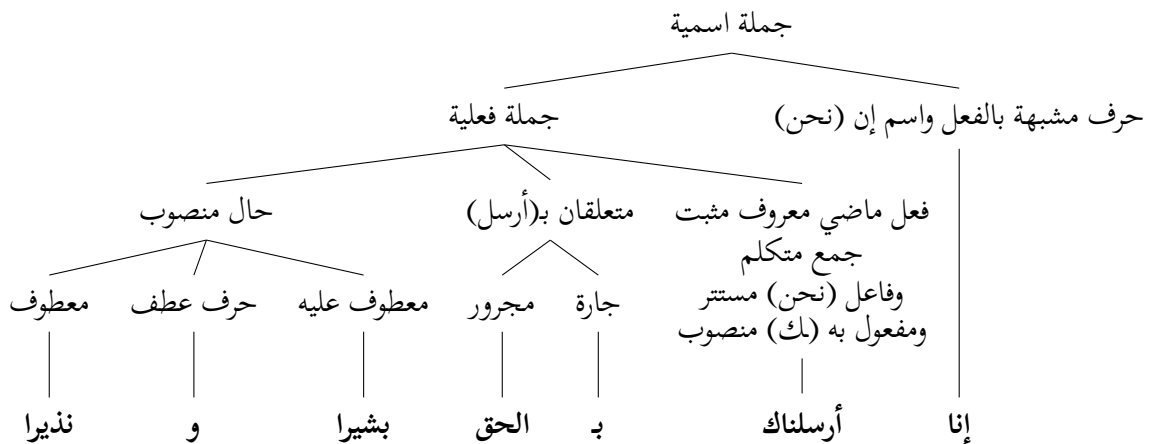 جملة اسمية
حرف مشبهة بالفعل واسم إن (نحن)
جملة فعلية
فعل ماضي معروف مثبت
جمع متكلم
وفاعل (نحن) مستتر
ومفعول به (ـك) منصوب
متعلقان بـ(أرسل)
حال منصوب
جارة
مجرور
معطوف عليه
حرف عطف
معطوف
إنا
أرسلناك
بـ
الحق
بشيرا
و
نذيرا